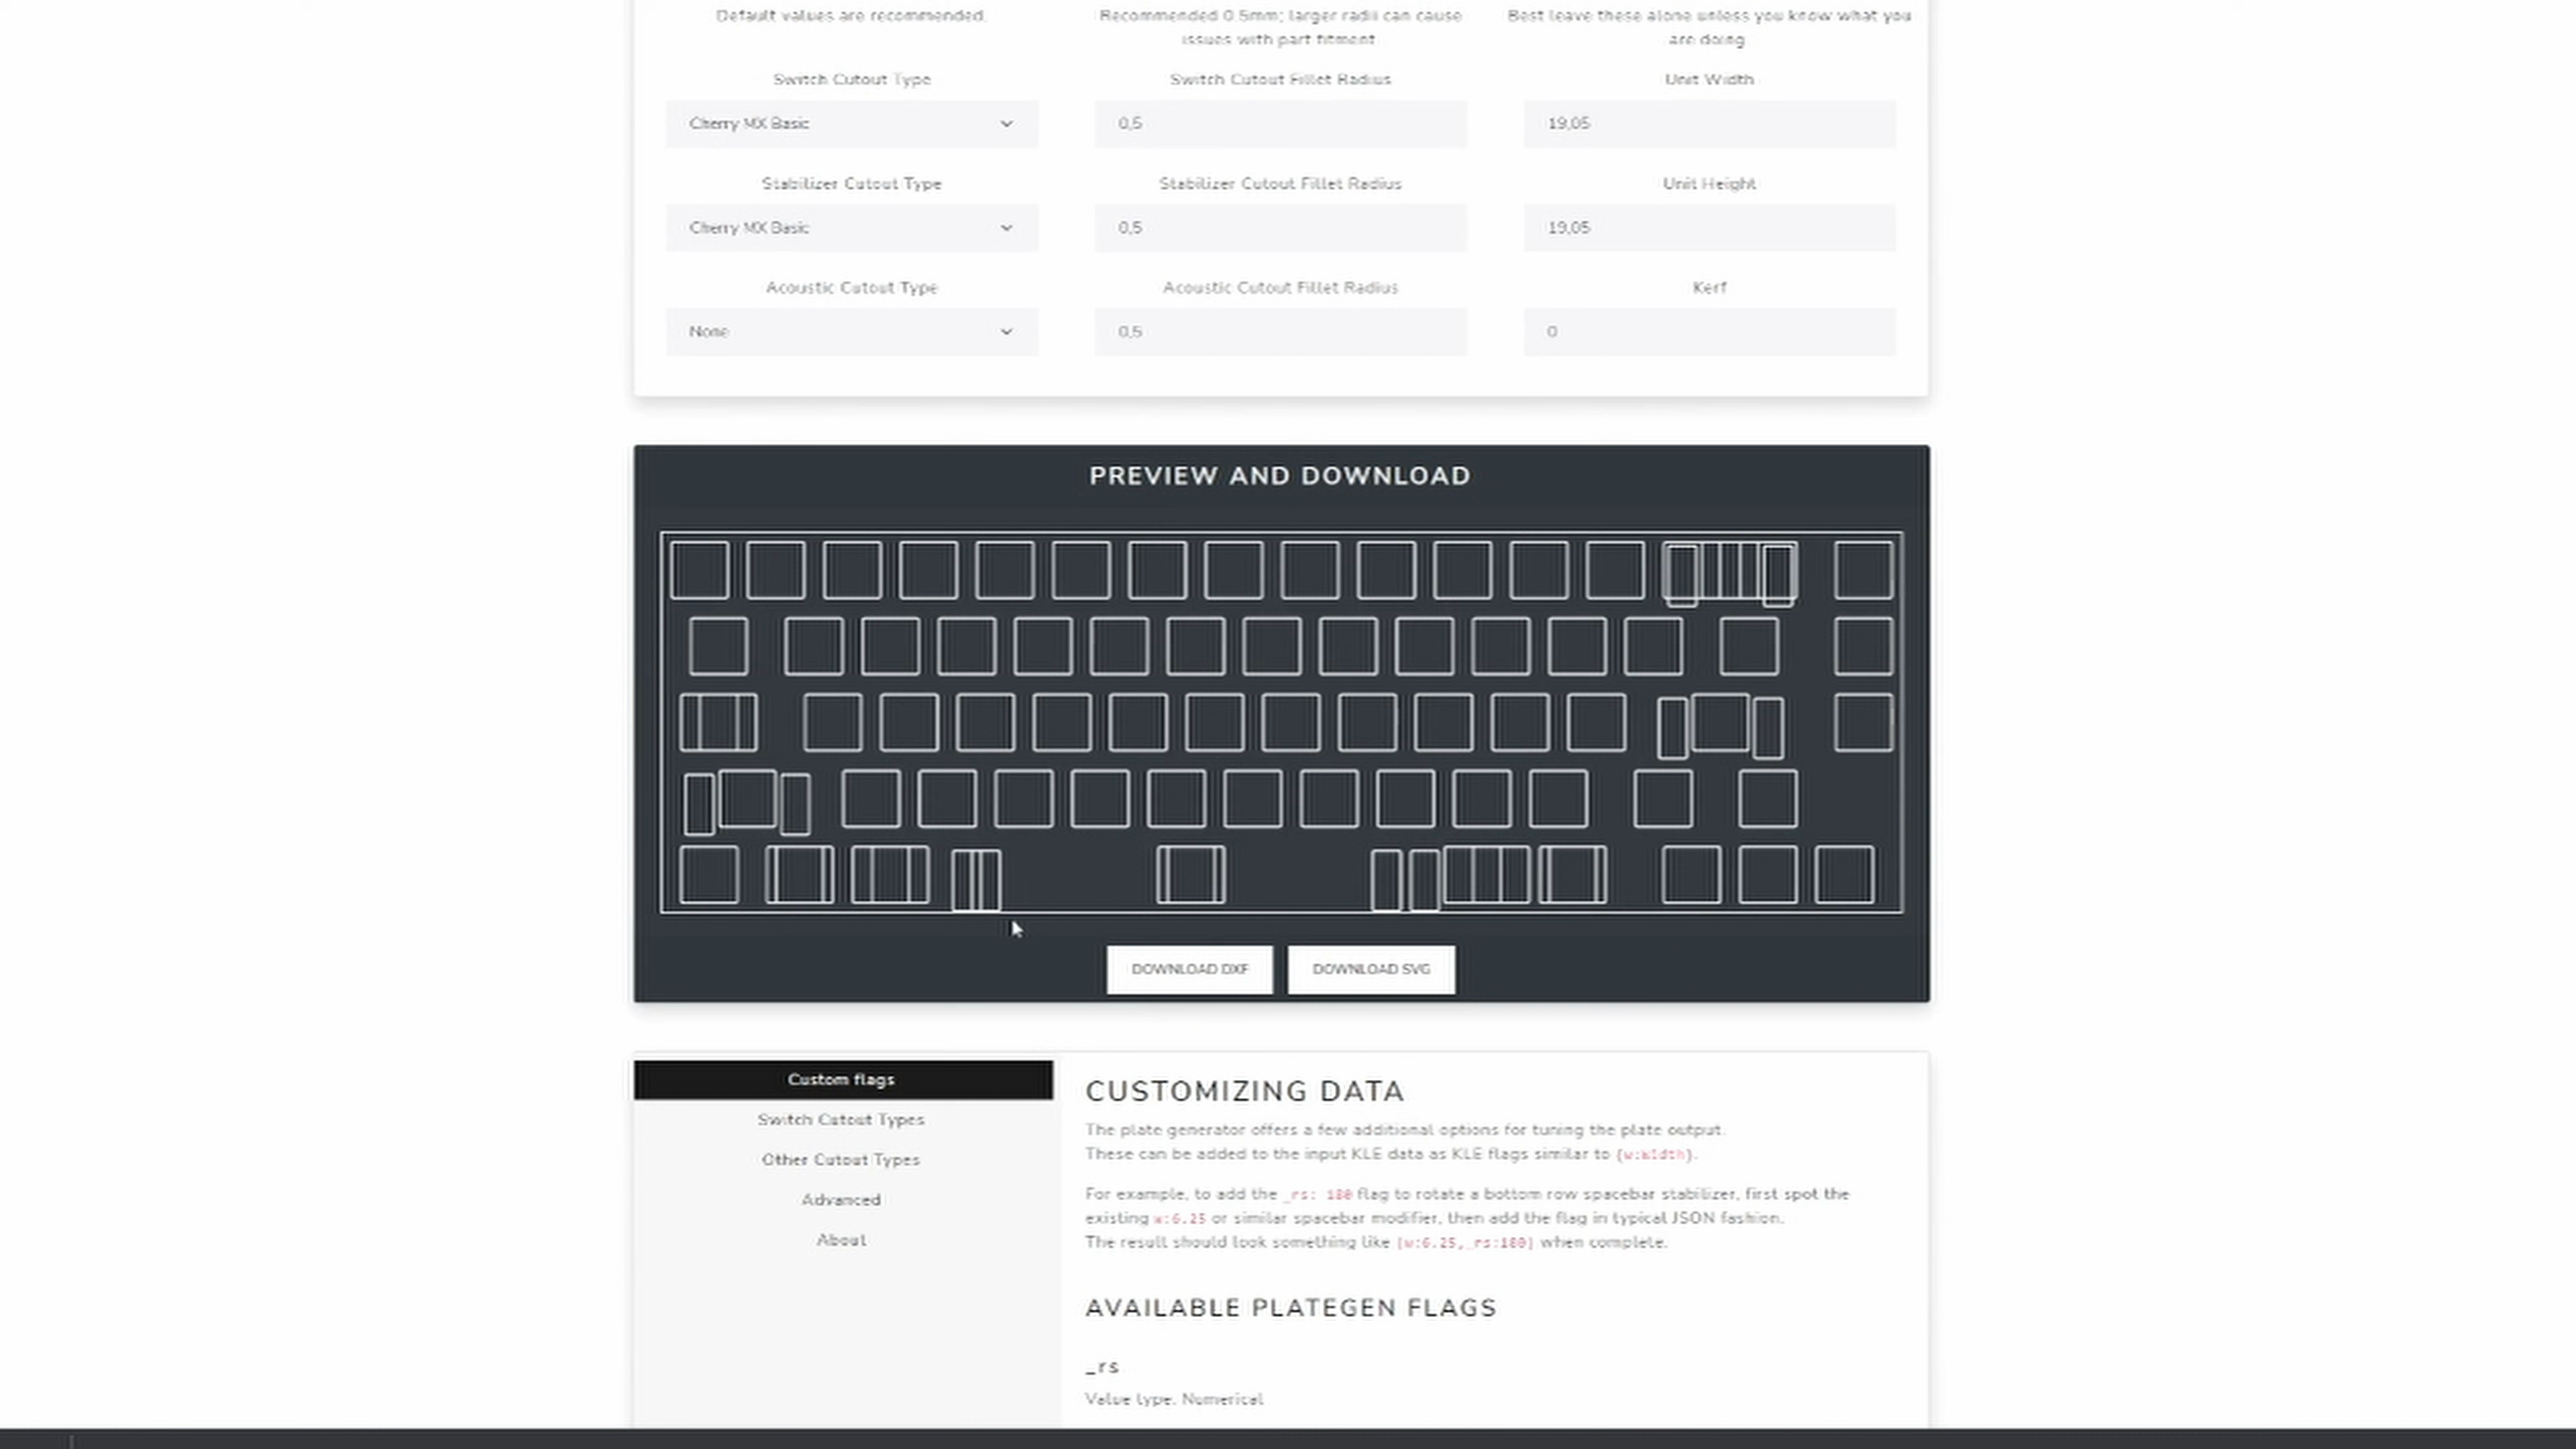 Default values are recommended.
Recommended 0.5mm; larger radii can cause
issues with part fitment
Best leave these alone unless you know what you
are doing
Switch Cutout Type
Switch Cutout Fillet Radius
Unit Width
Cherry MX Basic
0,5
19,05
Stabilizer Cutout Type
Stabilizer Cutout Fillet Radius
Unit Height
Cherry MX Basic
0,5
19,05
Acoustic Cutout Type
Acoustic Cutout Fillet Radius
Kerf
None
0,5
0
PREVIEW AND DOWNLOAD
DOWNLOAD DXF
DOWNLOAD SVG
Custom flags
Switch Cutout Types
Other Cutout Types
Advanced
About
CUSTOMIZING DATA
The plate generator offers a few additional options for tuning the plate output.
These can be added to the input KLE data as KLE flags similar to {w:width}.
For example, to add the _rs: 180 flag to rotate a bottom row spacebar stabilizer, first spot the
existing w:6.25 or similar spacebar modifier, then add the flag in typical JSON fashion.
The result should look something like {w:6.25,_rs:180} when complete.
AVAILABLE PLATEGEN FLAGS
_rs
Value type: Numerical